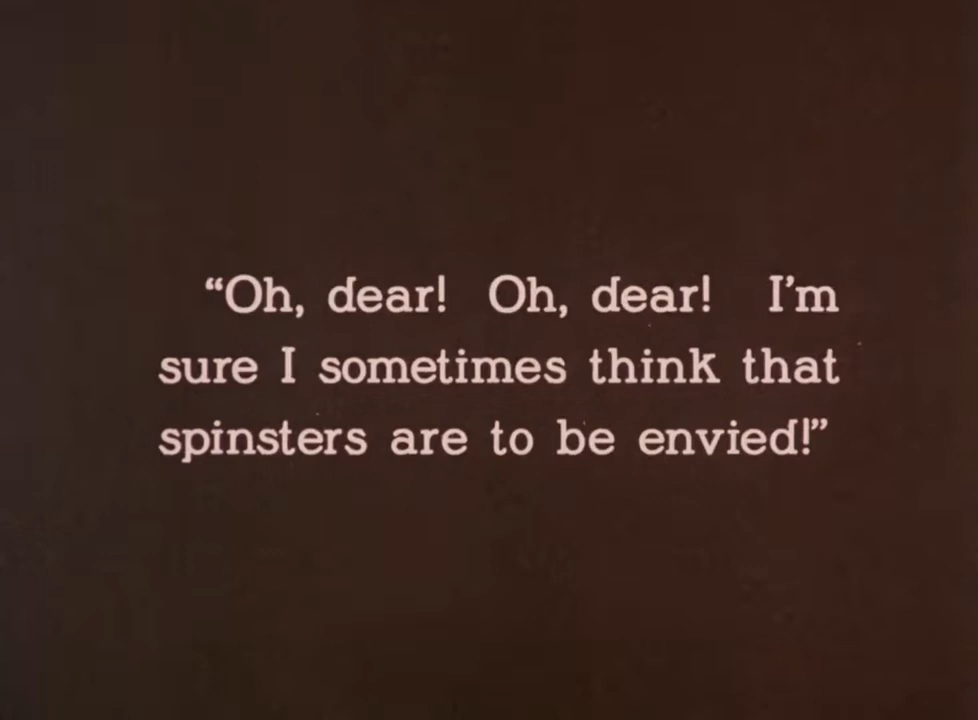 “Oh, dear! Oh, dear! I’m
sure I sometimes think that
spinsters are to be envied!”